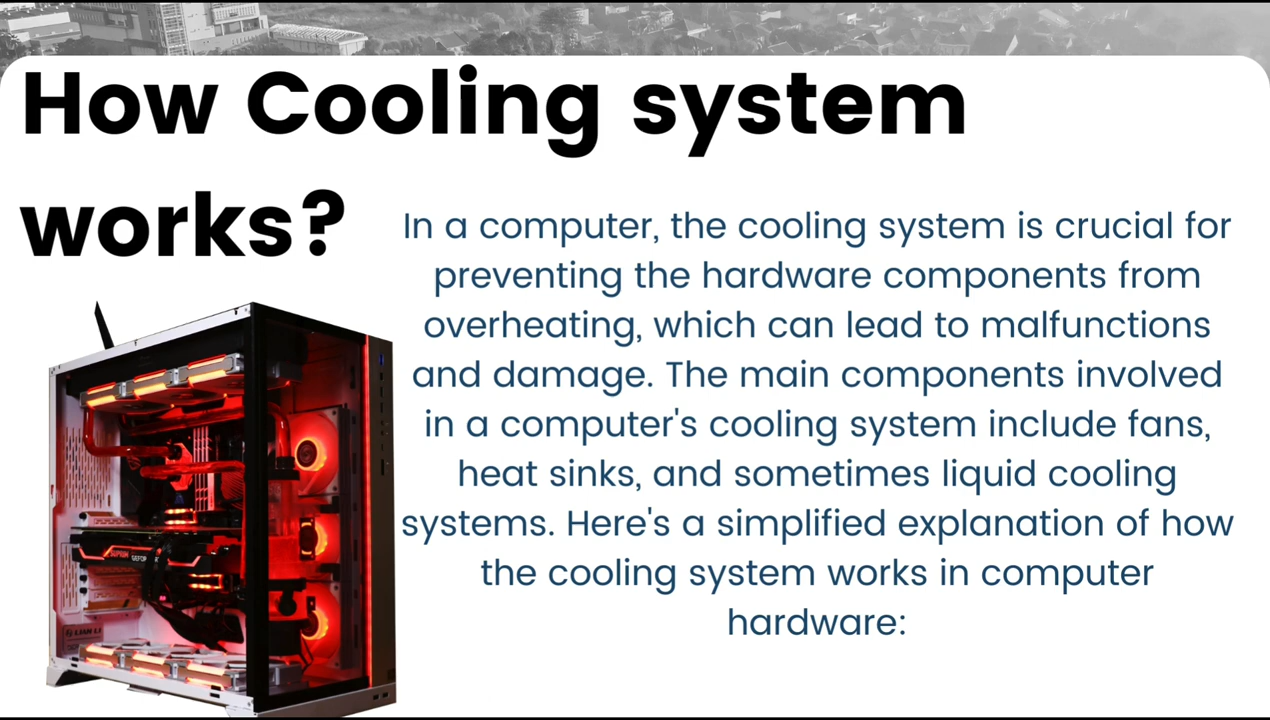 How Cooling system
works?
In a computer, the cooling system is crucial for
preventing the hardware components from
overheating, which can lead to malfunctions
and damage. The main components involved
in a computer's cooling system include fans,
heat sinks, and sometimes liquid cooling
systems. Here's a simplified explanation of how
the cooling system works in computer
hardware:
LIAN LI